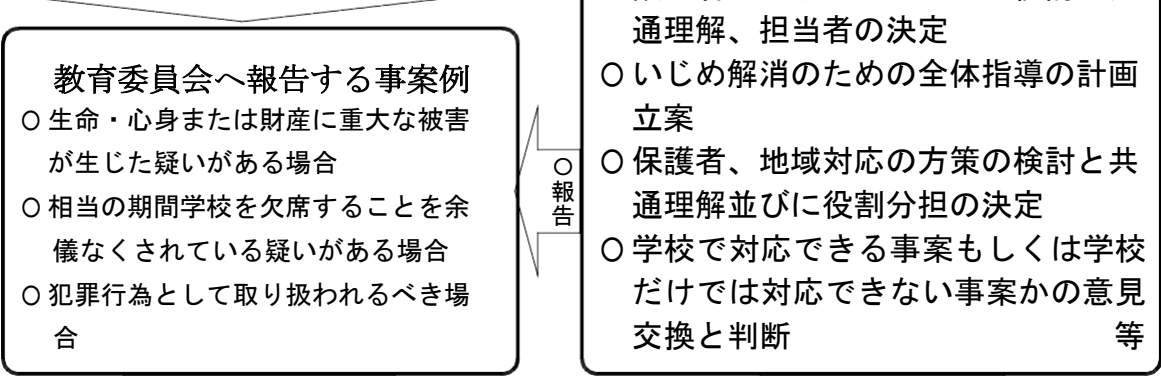 教育委員会へ報告する事案例
○ 生命・心身または財産に重大な被害
が生じた疑いがある場合
○ 相当の期間学校を欠席することを余
儀なくされている疑いがある場合
○ 犯罪行為として取り扱われるべき場
合
○報告
通理解、担当者の決定
○ いじめ解消のための全体指導の計画
立案
○ 保護者、地域対応の方策の検討と共
通理解並びに役割分担の決定
○ 学校で対応できる事案もしくは学校
だけでは対応できない事案かの意見
交換と判断 等